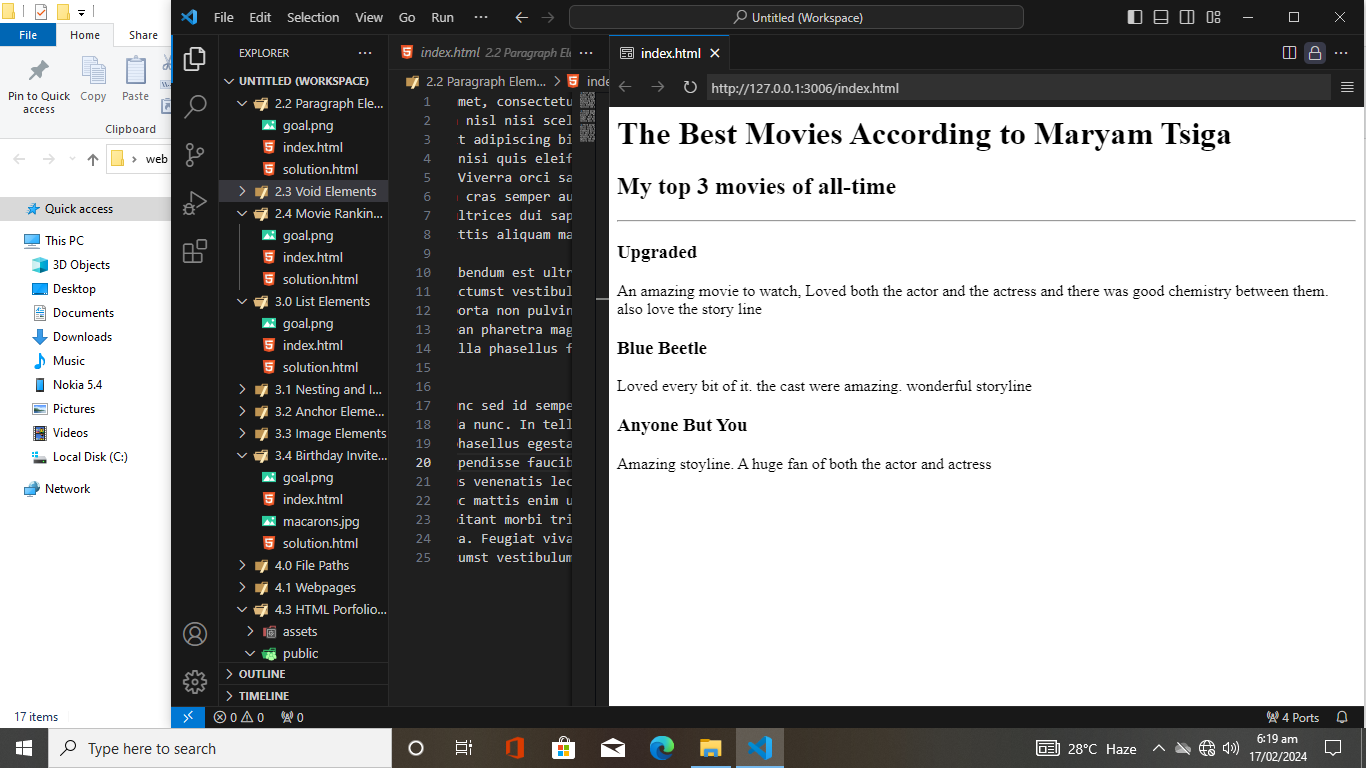 File
Home
Share
Pin to Quick
access
Copy
Paste
Clipboard
web
Quick access
This PC
3D Objects
Desktop
Documents
Downloads
Music
Nokia 5.4
Pictures
Videos
Local Disk (C:)
Network
17 items
File Edit Selection View Go Run ···
Untitled (Workspace)
EXPLORER
UNTITLED (WORKSPACE)
2.2 Paragraph Ele...
goal.png
index.html
solution.html
2.3 Void Elements
2.4 Movie Rankin...
goal.png
index.html
solution.html
3.0 List Elements
goal.png
index.html
solution.html
3.1 Nesting and I...
3.2 Anchor Eleme...
3.3 Image Elements
3.4 Birthday Invite...
goal.png
index.html
macarons.jpg
solution.html
4.0 File Paths
4.1 Webpages
4.3 HTML Porfolio...
assets
public
OUTLINE
TIMELINE
index.html 2.2 Paragraph El
2.2 Paragraph Elem... > inde
1 met, consectetu
2 nisl nisi scel
3 t adipiscing bi
4 nisi quis eleif
5 Viverra orci sa
6 cras semper au
7 ltrices dui sap
8 ttis aliquam ma
9
10 bendum est ultr
11 ctumst vestibul
12 orta non pulvin
13 ean pharetra mag
14 lla phasellus f
15
16
17 nc sed id sempe
18 a nunc. In tell
19 phasellus egesta
20 pendisse faucib
21 s venenatis lec
22 c mattis enim u
23 itant morbi tri
24 a. Feugiat viva
25 umst vestibulum
index.html
http://127.0.0.1:3006/index.html
The Best Movies According to Maryam Tsiga
My top 3 movies of all-time
Upgraded
An amazing movie to watch, Loved both the actor and the actress and there was good chemistry between them.
also love the story line
Blue Beetle
Loved every bit of it. the cast were amazing. wonderful storyline
Anyone But You
Amazing stoyline. A huge fan of both the actor and actress
0 0 0
4 Ports
Type here to search
28°C Haze
6:19 am
17/02/2024